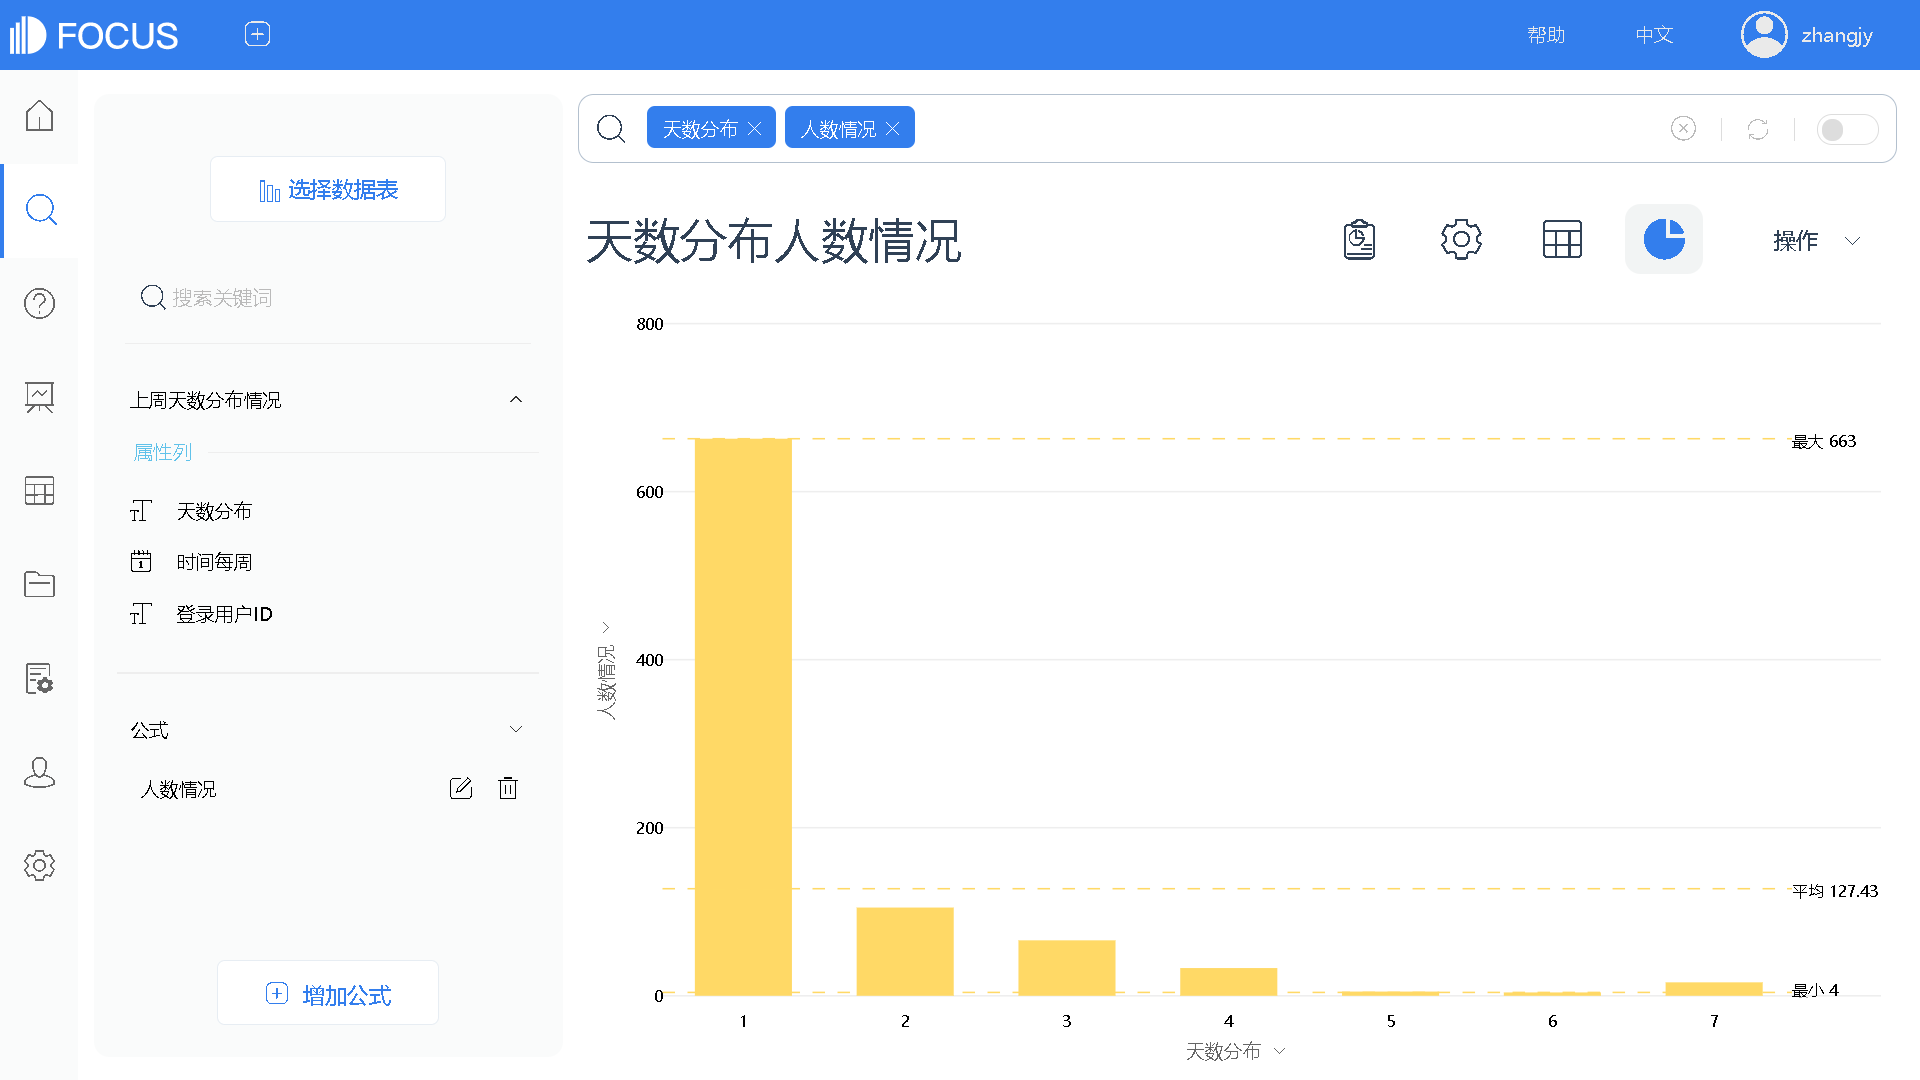 FOCUS
帮助
中文
zhangjy
选择数据表
搜索关键词
上周天数分布情况
属性列
天数分布
时间每周
登录用户ID
公式
人数情况
增加公式
天数分布
人数情况
天数分布人数情况
操作
人数情况
800
600
400
200
0
最大 663
平均 127.43
最小 4
1 2 3 4 5 6 7
天数分布